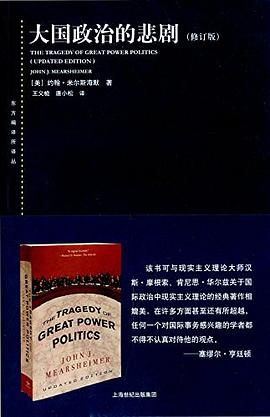 大国政治的悲剧（修订版）
THE TRAGEDY OF GREAT POWER POLITICS
(UPDATED EDITION)
JOHN J. MEARSHEIMER
[美] 约翰·米尔斯海默 著
王义桅 唐小松 译
东方编译所译丛
THE TRAGEDY OF
GREAT POWER
POLITICS
JOHN J.
MEARSHEIMER
UPDATED EDITION
THE TRAGEDY OF
GREAT POWER POLITICS
该书可与现实主义理论大师汉
斯·摩根索、肯尼思·华尔兹关于国
际政治中现实主义理论的经典著作相
媲美。在许多方面甚至还有所超越，
任何一个对国际事务感兴趣的学者都
不得不认真对待他的观点。
——塞缪尔·亨廷顿
上海世纪出版集团